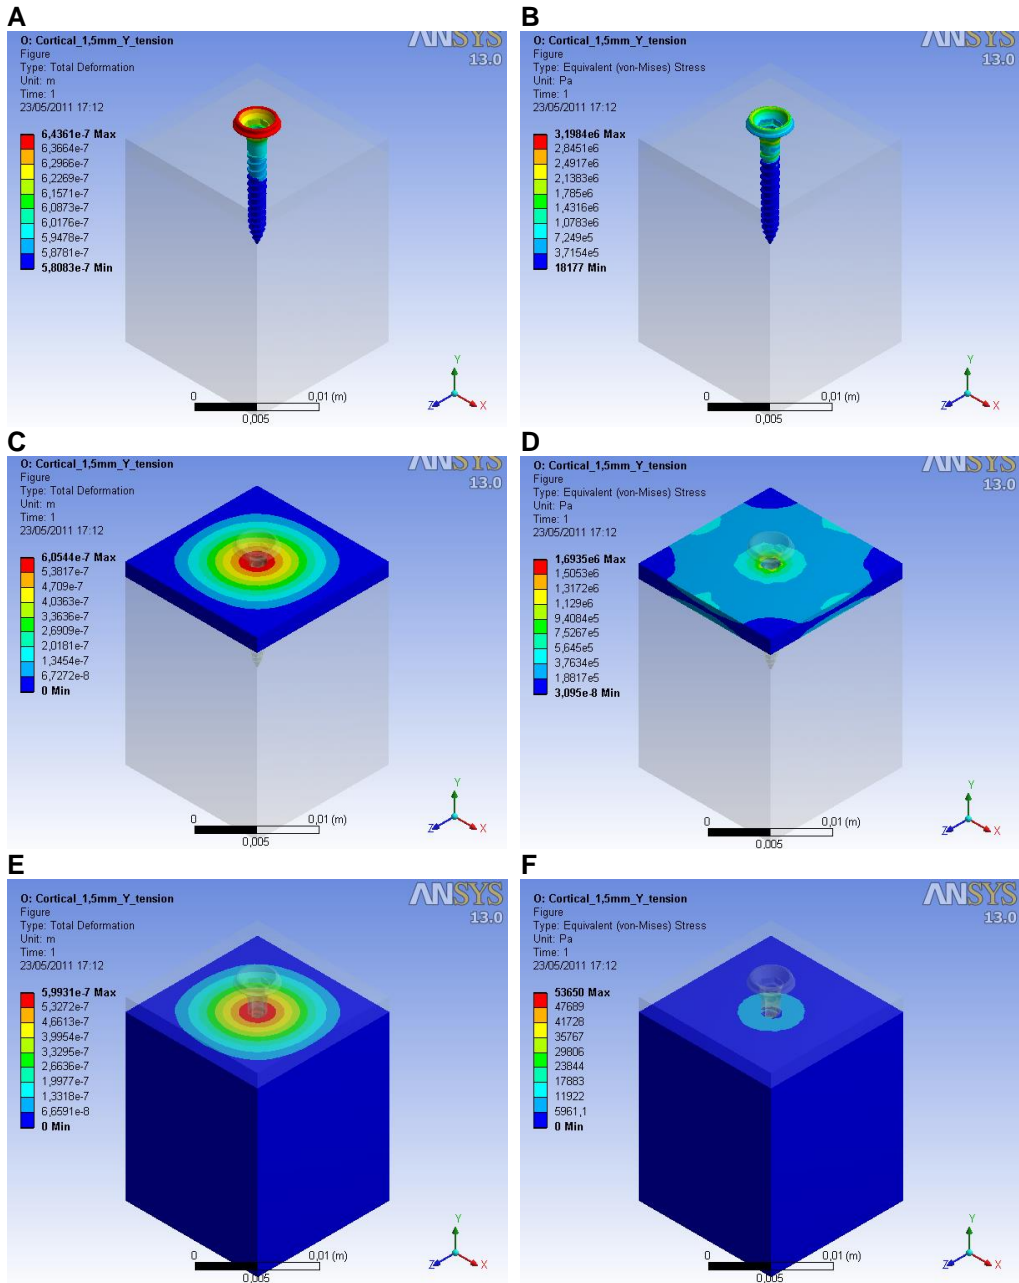 A
O: Cortical_1,5mm_Y_tension
Figure
Type: Total Deformation
Unit: m
Time: 1
23/05/2011 17:12
ANSYS
13.0
6,4361e-7 Max
6,3664e-7
6,2966e-7
6,2269e-7
6,1571e-7
6,0873e-7
6,0176e-7
5,9478e-7
5,8781e-7
5,8083e-7 Min
0
0,01 (m)
0,005
Y
Z
X
B
O: Cortical_1,5mm_Y_tension
Figure
Type: Equivalent (von-Mises) Stress
Unit: Pa
Time: 1
23/05/2011 17:12
ANSYS
13.0
3,1984e6 Max
2,8451e6
2,4917e6
2,1383e6
1,785e6
1,4316e6
1,0783e6
7,249e5
3,7154e5
18177 Min
0
0,01 (m)
0,005
Y
Z
X
C
O: Cortical_1,5mm_Y_tension
Figure
Type: Total Deformation
Unit: m
Time: 1
23/05/2011 17:12
ANSYS
13.0
6,0544e-7 Max
5,3817e-7
4,709e-7
4,0363e-7
3,3636e-7
2,6909e-7
2,0181e-7
1,3454e-7
6,7272e-8
0 Min
0
0,01 (m)
0,005
Y
Z
X
D
O: Cortical_1,5mm_Y_tension
Figure
Type: Equivalent (von-Mises) Stress
Unit: Pa
Time: 1
23/05/2011 17:12
ANSYS
13.0
1,6935e6 Max
1,5053e6
1,3172e6
1,129e6
9,4084e5
7,5267e5
5,645e5
3,7634e5
1,8817e5
3,095e-8 Min
0
0,01 (m)
0,005
Y
Z
X
E
O: Cortical_1,5mm_Y_tension
Figure
Type: Total Deformation
Unit: m
Time: 1
23/05/2011 17:12
ANSYS
13.0
5,9931e-7 Max
5,3272e-7
4,6613e-7
3,9954e-7
3,3295e-7
2,6636e-7
1,9977e-7
1,3318e-7
6,6591e-8
0 Min
0
0,01 (m)
0,005
Y
Z
X
F
O: Cortical_1,5mm_Y_tension
Figure
Type: Equivalent (von-Mises) Stress
Unit: Pa
Time: 1
23/05/2011 17:12
ANSYS
13.0
53650 Max
47689
41728
35767
29806
23844
17883
11922
5961,1
0 Min
0
0,01 (m)
0,005
Y
Z
X